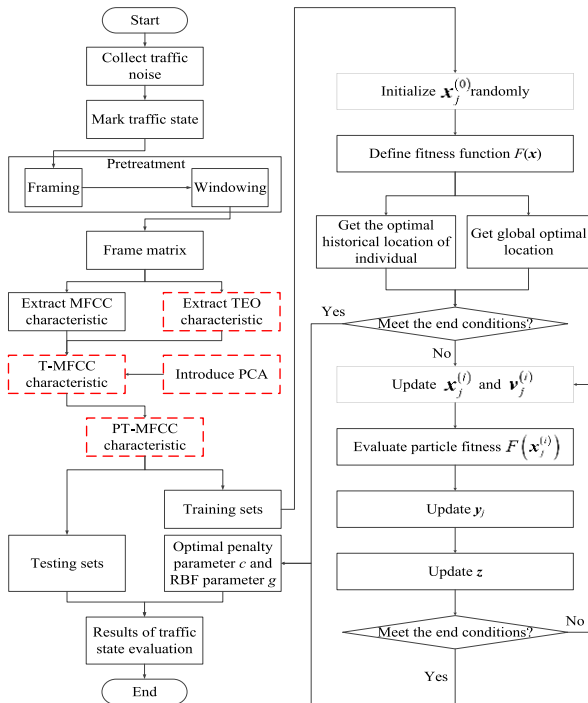 Start
Collect traffic
noise
Mark traffic state
Pretreatment
Framing
Windowing
Frame matrix
Extract MFCC
characteristic
Extract TEO
characteristic
T-MFCC
characteristic
Introduce PCA
PT-MFCC
characteristic
Training sets
Testing sets
Optimal penalty
parameter c and
RBF parameter g
Results of traffic
state evaluation
End
Initialize x_j^(0) randomly
Define fitness function F(x)
Get the optimal
historical location of
individual
Get global optimal
location
Yes
Meet the end conditions?
No
Update x_j^(i) and v_j^(i)
Evaluate particle fitness F(x_j^(i))
Update y_j
Update z
Meet the end conditions?
No
Yes